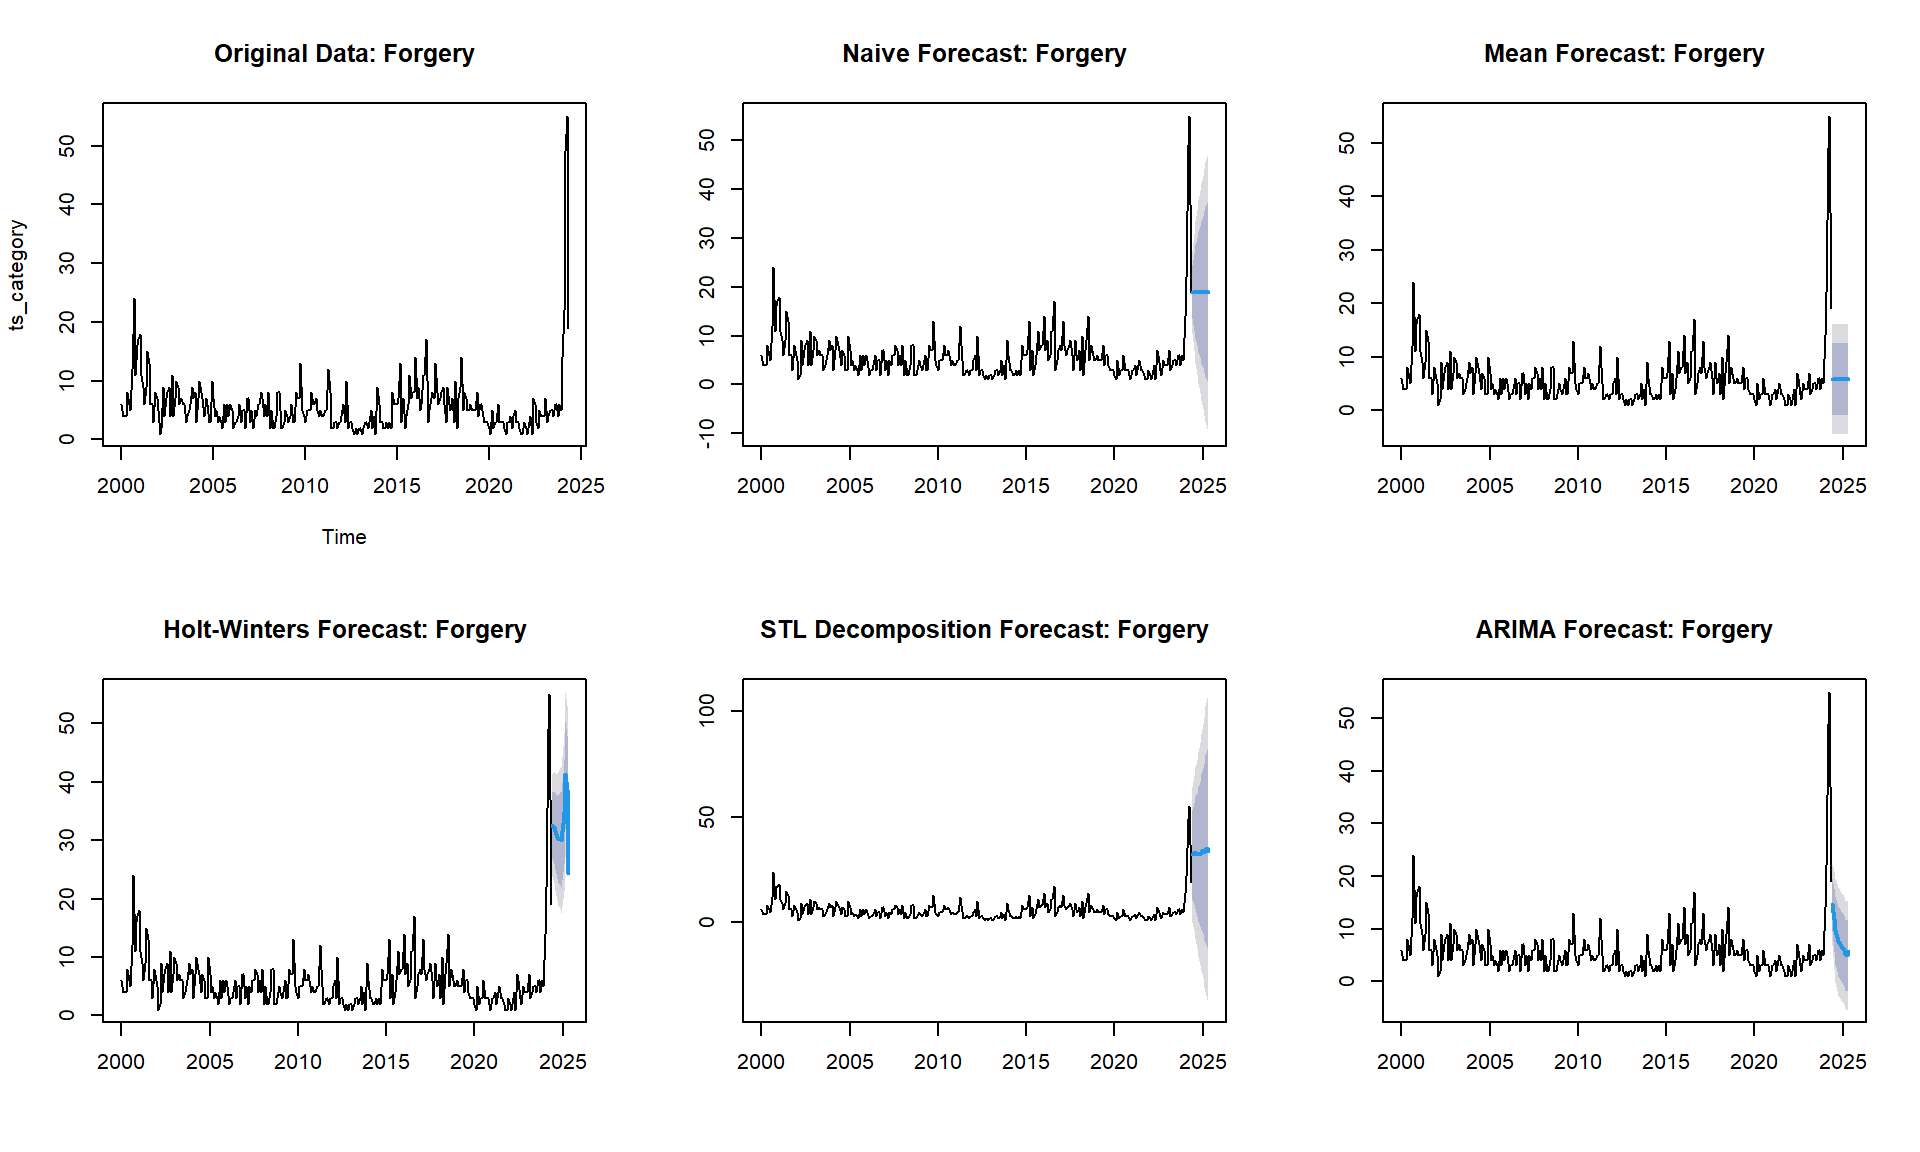 Original Data: Forgery
ts_category
50
40
30
20
10
0
2000 2005 2010 2015 2020 2025
Time
Naive Forecast: Forgery
50
40
30
20
10
0
-10
2000 2005 2010 2015 2020 2025
Mean Forecast: Forgery
50
40
30
20
10
0
2000 2005 2010 2015 2020 2025
Holt-Winters Forecast: Forgery
50
40
30
20
10
0
2000 2005 2010 2015 2020 2025
STL Decomposition Forecast: Forgery
100
50
0
2000 2005 2010 2015 2020 2025
ARIMA Forecast: Forgery
50
40
30
20
10
0
2000 2005 2010 2015 2020 2025